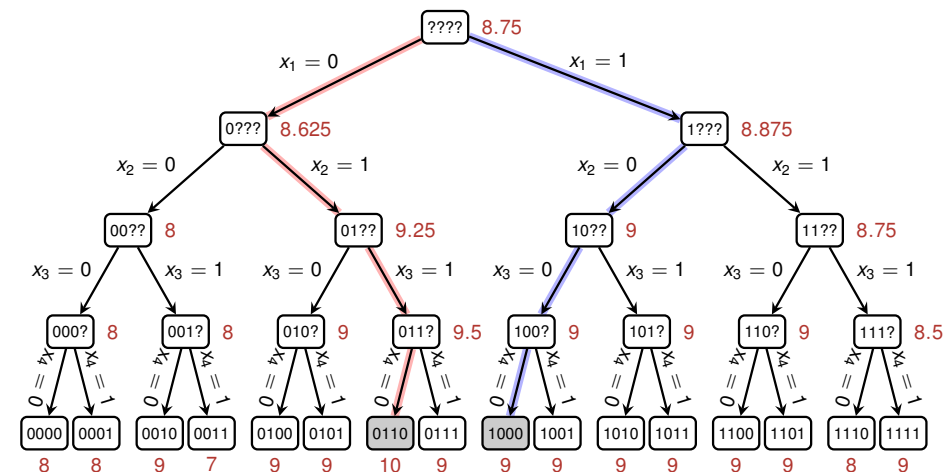 ???? 8.75
x₁ = 0 x₁ = 1
0??? 8.625 1??? 8.875
x₂ = 0 x₂ = 1 x₂ = 0 x₂ = 1
00?? 8 01?? 9.25 10?? 9 11?? 8.75
x₃ = 0 x₃ = 1 x₃ = 0 x₃ = 1 x₃ = 0 x₃ = 1 x₃ = 0 x₃ = 1
000? 8 001? 8 010? 9 011? 9.5 100? 9 101? 9 110? 9 111? 8.5
x₄ = 0 x₄ = 1 x₄ = 0 x₄ = 1 x₄ = 0 x₄ = 1 x₄ = 0 x₄ = 1 x₄ = 0 x₄ = 1 x₄ = 0 x₄ = 1 x₄ = 0 x₄ = 1 x₄ = 0 x₄ = 1
0000 0001 0010 0011 0100 0101 0110 0111 1000 1001 1010 1011 1100 1101 1110 1111
8 8 9 7 9 9 10 9 9 9 9 9 9 9 8 9